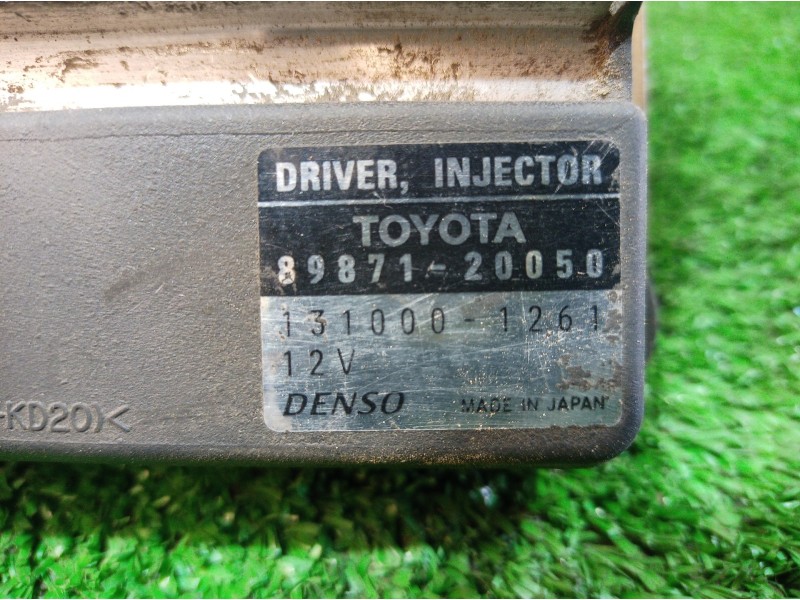 DRIVER, INJECTOR
TOYOTA
89871-20050
131000-1261
12V
DENSO MADE IN JAPAN
-KD20)<